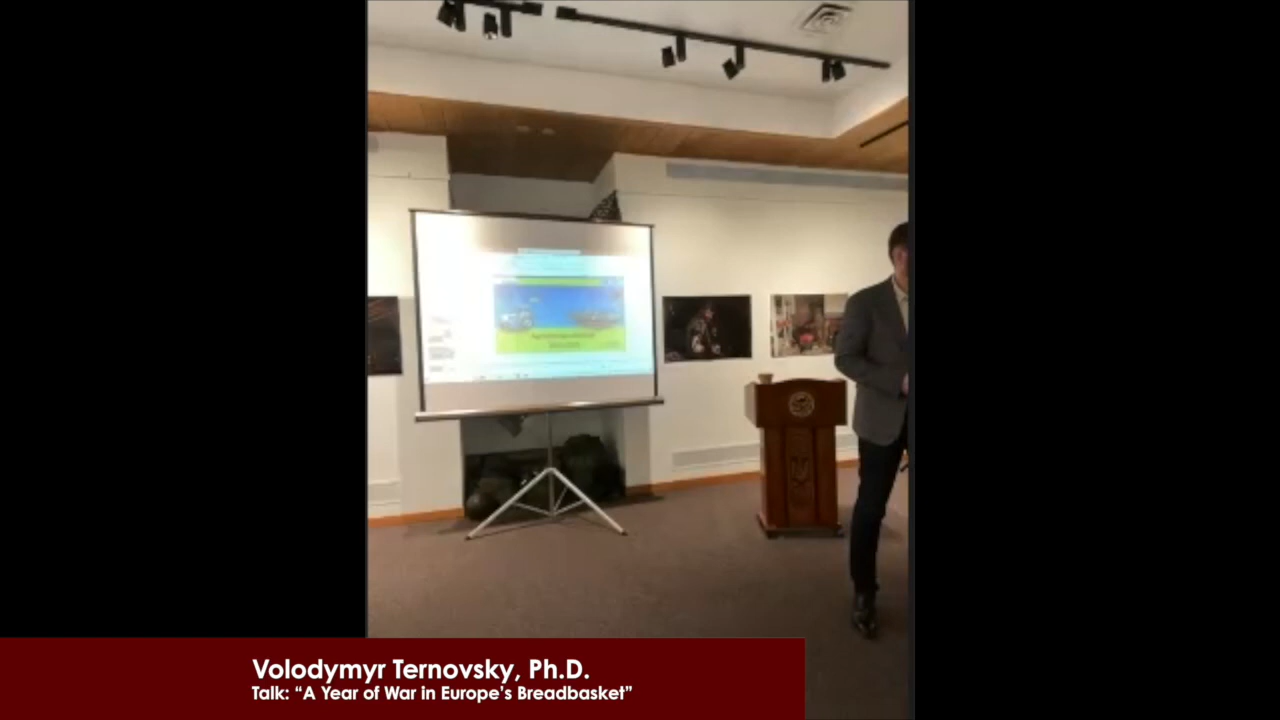 Volodymyr Ternovsky, Ph.D.
Talk: “A Year of War in Europe’s Breadbasket”